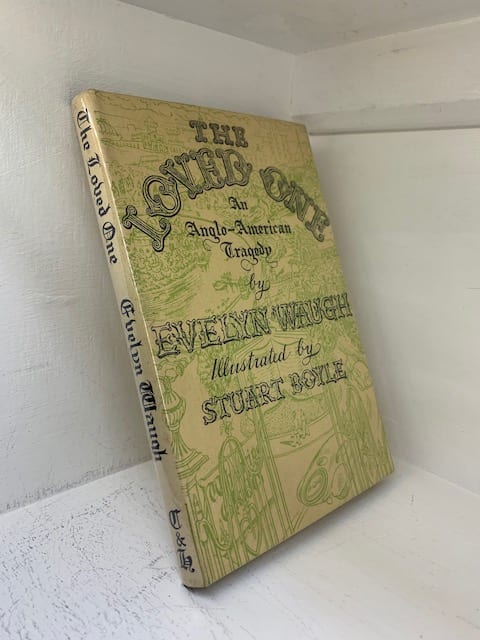 THE
LOVED ONE
An
Anglo-American
Tragedy
by
EVELYN WAUGH
Illustrated by
STUART BOYLE
The Loved One Evelyn Waugh C & H